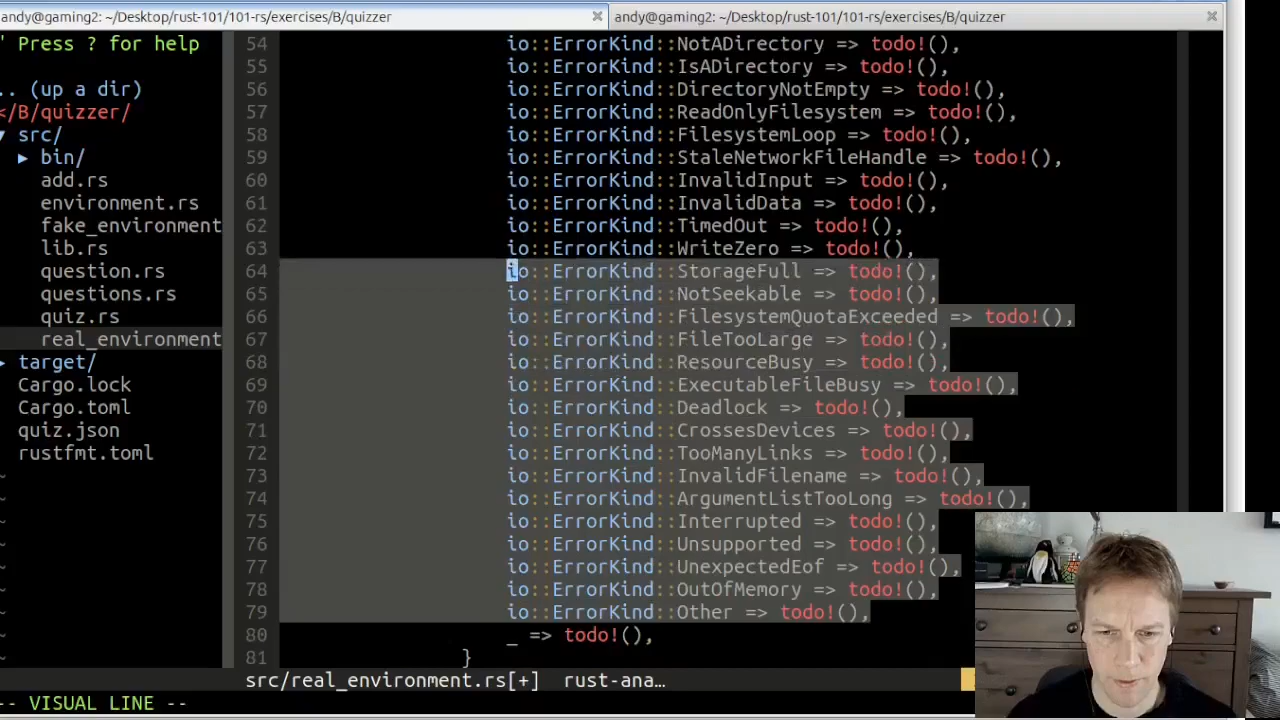 andy@gaming2: ~/Desktop/rust-101/101-rs/exercises/B/quizzer
andy@gaming2: ~/Desktop/rust-101/101-rs/exercises/B/quizzer
" Press ? for help
.. (up a dir)
</B/quizzer/
▾ src/
▸ bin/
add.rs
environment.rs
fake_environment
lib.rs
question.rs
questions.rs
quiz.rs
real_environment
▸ target/
Cargo.lock
Cargo.toml
quiz.json
rustfmt.toml
~
~
~
~
~
~
~
~
~
54 io::ErrorKind::NotADirectory => todo!(),
55 io::ErrorKind::IsADirectory => todo!(),
56 io::ErrorKind::DirectoryNotEmpty => todo!(),
57 io::ErrorKind::ReadOnlyFilesystem => todo!(),
58 io::ErrorKind::FilesystemLoop => todo!(),
59 io::ErrorKind::StaleNetworkFileHandle => todo!(),
60 io::ErrorKind::InvalidInput => todo!(),
61 io::ErrorKind::InvalidData => todo!(),
62 io::ErrorKind::TimedOut => todo!(),
63 io::ErrorKind::WriteZero => todo!(),
64 io::ErrorKind::StorageFull => todo!(),
65 io::ErrorKind::NotSeekable => todo!(),
66 io::ErrorKind::FilesystemQuotaExceeded => todo!(),
67 io::ErrorKind::FileTooLarge => todo!(),
68 io::ErrorKind::ResourceBusy => todo!(),
69 io::ErrorKind::ExecutableFileBusy => todo!(),
70 io::ErrorKind::Deadlock => todo!(),
71 io::ErrorKind::CrossesDevices => todo!(),
72 io::ErrorKind::TooManyLinks => todo!(),
73 io::ErrorKind::InvalidFilename => todo!(),
74 io::ErrorKind::ArgumentListTooLong => todo!(),
75 io::ErrorKind::Interrupted => todo!(),
76 io::ErrorKind::Unsupported => todo!(),
77 io::ErrorKind::UnexpectedEof => todo!(),
78 io::ErrorKind::OutOfMemory => todo!(),
79 io::ErrorKind::Other => todo!(),
80 _ => todo!(),
81 }
src/real_environment.rs[+] rust-ana…
-- VISUAL LINE --